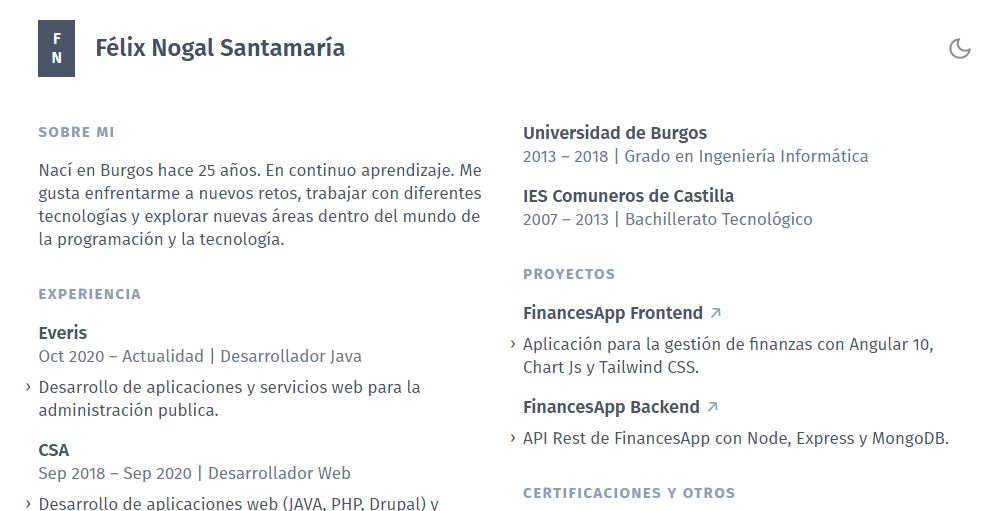 F
N
Félix Nogal Santamaría
SOBRE MI
Nací en Burgos hace 25 años. En continuo aprendizaje. Me
gusta enfrentarme a nuevos retos, trabajar con diferentes
tecnologías y explorar nuevas áreas dentro del mundo de
la programación y la tecnología.
EXPERIENCIA
Everis
Oct 2020 – Actualidad | Desarrollador Java
› Desarrollo de aplicaciones y servicios web para la
administración publica.
CSA
Sep 2018 – Sep 2020 | Desarrollador Web
› Desarrollo de aplicaciones web (JAVA, PHP, Drupal) y
Universidad de Burgos
2013 – 2018 | Grado en Ingeniería Informática
IES Comuneros de Castilla
2007 – 2013 | Bachillerato Tecnológico
PROYECTOS
FinancesApp Frontend ↗
› Aplicación para la gestión de finanzas con Angular 10,
Chart Js y Tailwind CSS.
FinancesApp Backend ↗
› API Rest de FinancesApp con Node, Express y MongoDB.
CERTIFICACIONES Y OTROS